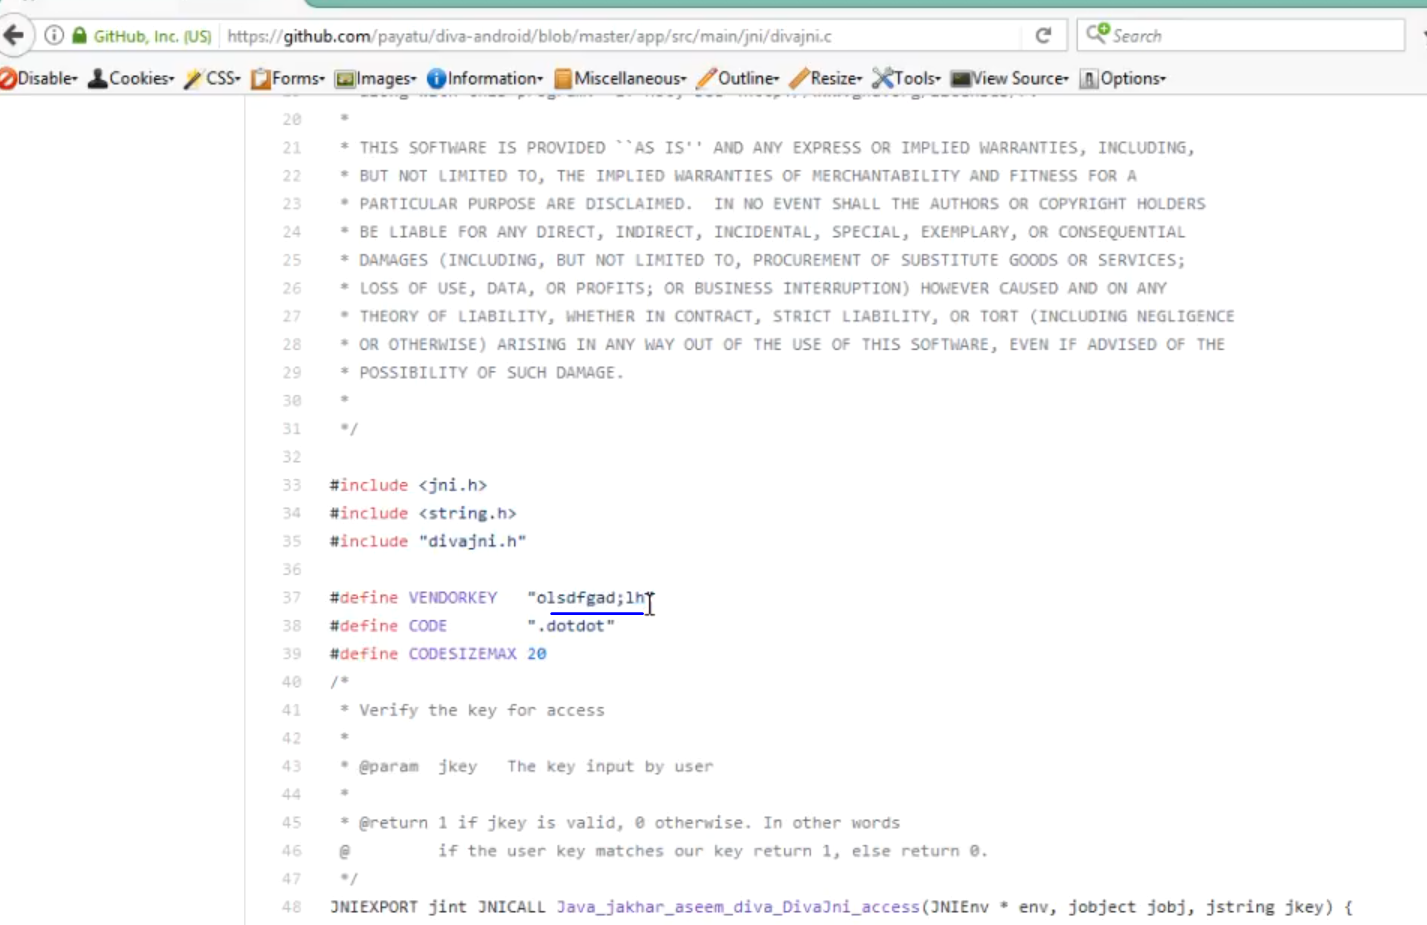 GitHub, Inc. (US) https://github.com/payatu/diva-android/blob/master/app/src/main/jni/divajni.c Search
Disable Cookies CSS Forms Images Information Miscellaneous Outline Resize Tools View Source Options
20 *
21 * THIS SOFTWARE IS PROVIDED ``AS IS'' AND ANY EXPRESS OR IMPLIED WARRANTIES, INCLUDING,
22 * BUT NOT LIMITED TO, THE IMPLIED WARRANTIES OF MERCHANTABILITY AND FITNESS FOR A
23 * PARTICULAR PURPOSE ARE DISCLAIMED.  IN NO EVENT SHALL THE AUTHORS OR COPYRIGHT HOLDERS
24 * BE LIABLE FOR ANY DIRECT, INDIRECT, INCIDENTAL, SPECIAL, EXEMPLARY, OR CONSEQUENTIAL
25 * DAMAGES (INCLUDING, BUT NOT LIMITED TO, PROCUREMENT OF SUBSTITUTE GOODS OR SERVICES;
26 * LOSS OF USE, DATA, OR PROFITS; OR BUSINESS INTERRUPTION) HOWEVER CAUSED AND ON ANY
27 * THEORY OF LIABILITY, WHETHER IN CONTRACT, STRICT LIABILITY, OR TORT (INCLUDING NEGLIGENCE
28 * OR OTHERWISE) ARISING IN ANY WAY OUT OF THE USE OF THIS SOFTWARE, EVEN IF ADVISED OF THE
29 * POSSIBILITY OF SUCH DAMAGE.
30 *
31 */
32
33 #include <jni.h>
34 #include <string.h>
35 #include "divajni.h"
36
37 #define VENDORKEY   "olsdfgad;lh"
38 #define CODE        ".dotdot"
39 #define CODESIZEMAX 20
40 /*
41 * Verify the key for access
42 *
43 * @param  jkey   The key input by user
44 *
45 * @return 1 if jkey is valid, 0 otherwise. In other words
46 @         if the user key matches our key return 1, else return 0.
47 */
48 JNIEXPORT jint JNICALL Java_jakhar_aseem_diva_DivaJni_access(JNIEnv * env, jobject jobj, jstring jkey) {